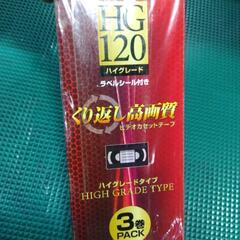 HG
120
ハイグレード
ラベルシール付き
くり返し高画質
ビデオカセットテープ
ハイグレードタイプ
HIGH GRADE TYPE
3巻
PACK